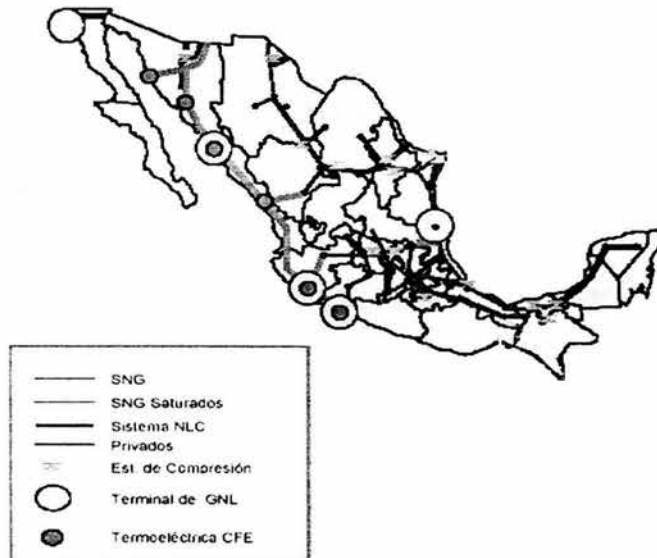 SNG
SNG Saturados
Sistema NLC
Privados
Est. de Compresión
Terminal de GNL
Termoeléctrica CFE